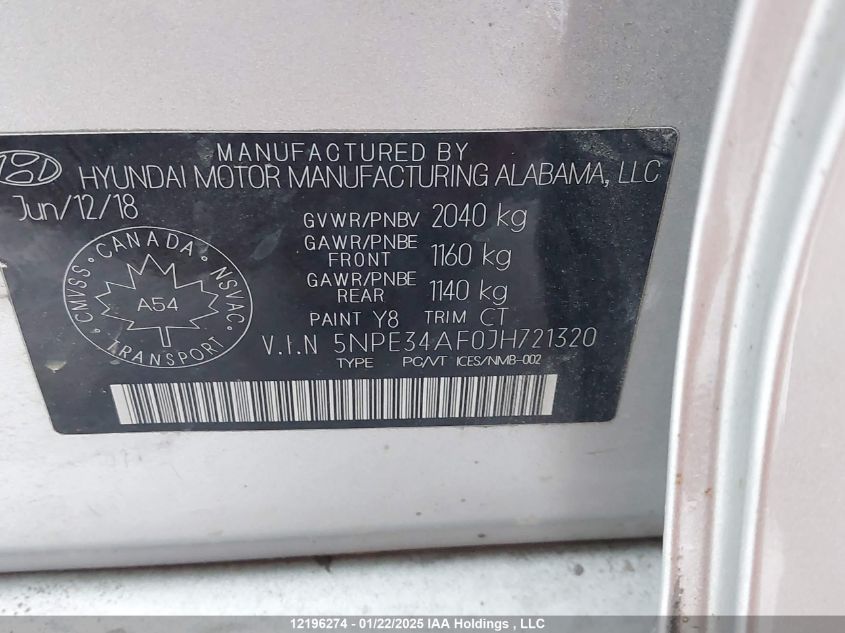 MANUFACTURED BY
HYUNDAI MOTOR MANUFACTURING ALABAMA, LLC
Jun/12/18
GVWR/PNBV 2040 kg
GAWR/PNBE
FRONT 1160 kg
GAWR/PNBE
REAR 1140 kg
PAINT Y8 TRIM CT
V.I.N 5NPE34AF0JH721320
TYPE PC/VT ICES/NMB-002
CANADA
CMVSS NSVAC
A54
TRANSPORT
12196274 - 01/22/2025 IAA Holdings , LLC